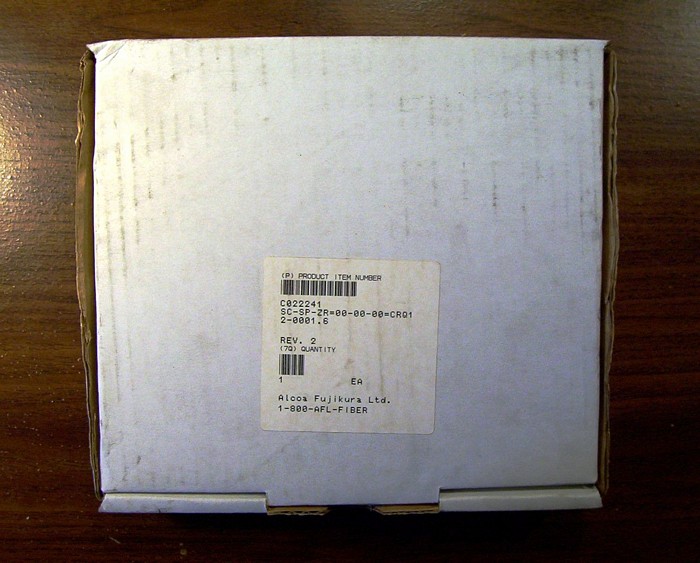 (P) PRODUCT ITEM NUMBER
C022241
SC-SP-ZR=00-00-00=CRQ1
2-0001.6
REV. 2
(7Q) QUANTITY
1 EA
Alcoa Fujikura Ltd.
1-800-AFL-FIBER